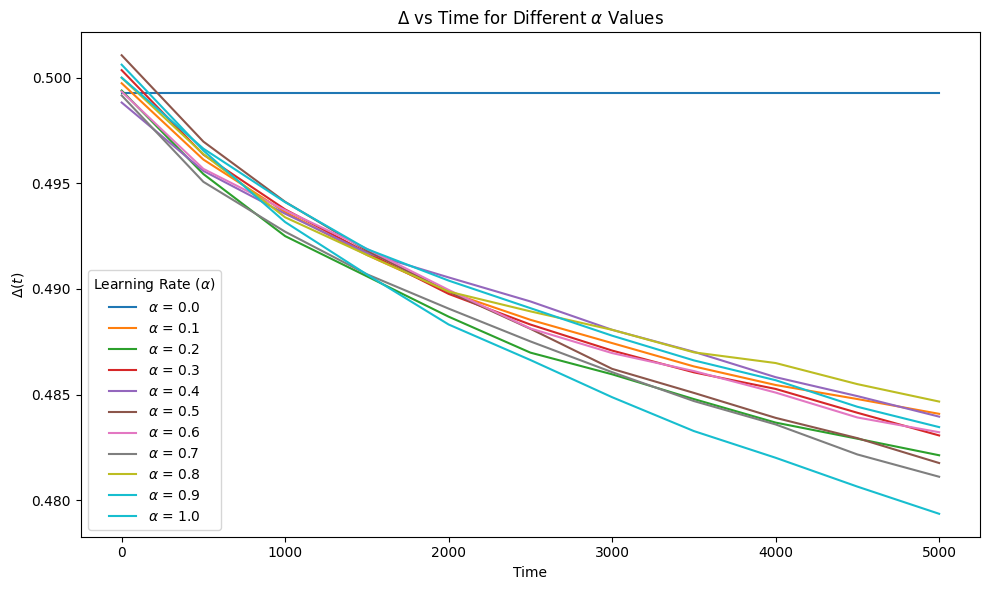 Δ vs Time for Different α Values
0.500
0.495
0.490
0.485
0.480
Δ(t)
Learning Rate (α)
α = 0.0
α = 0.1
α = 0.2
α = 0.3
α = 0.4
α = 0.5
α = 0.6
α = 0.7
α = 0.8
α = 0.9
α = 1.0
0 1000 2000 3000 4000 5000
Time